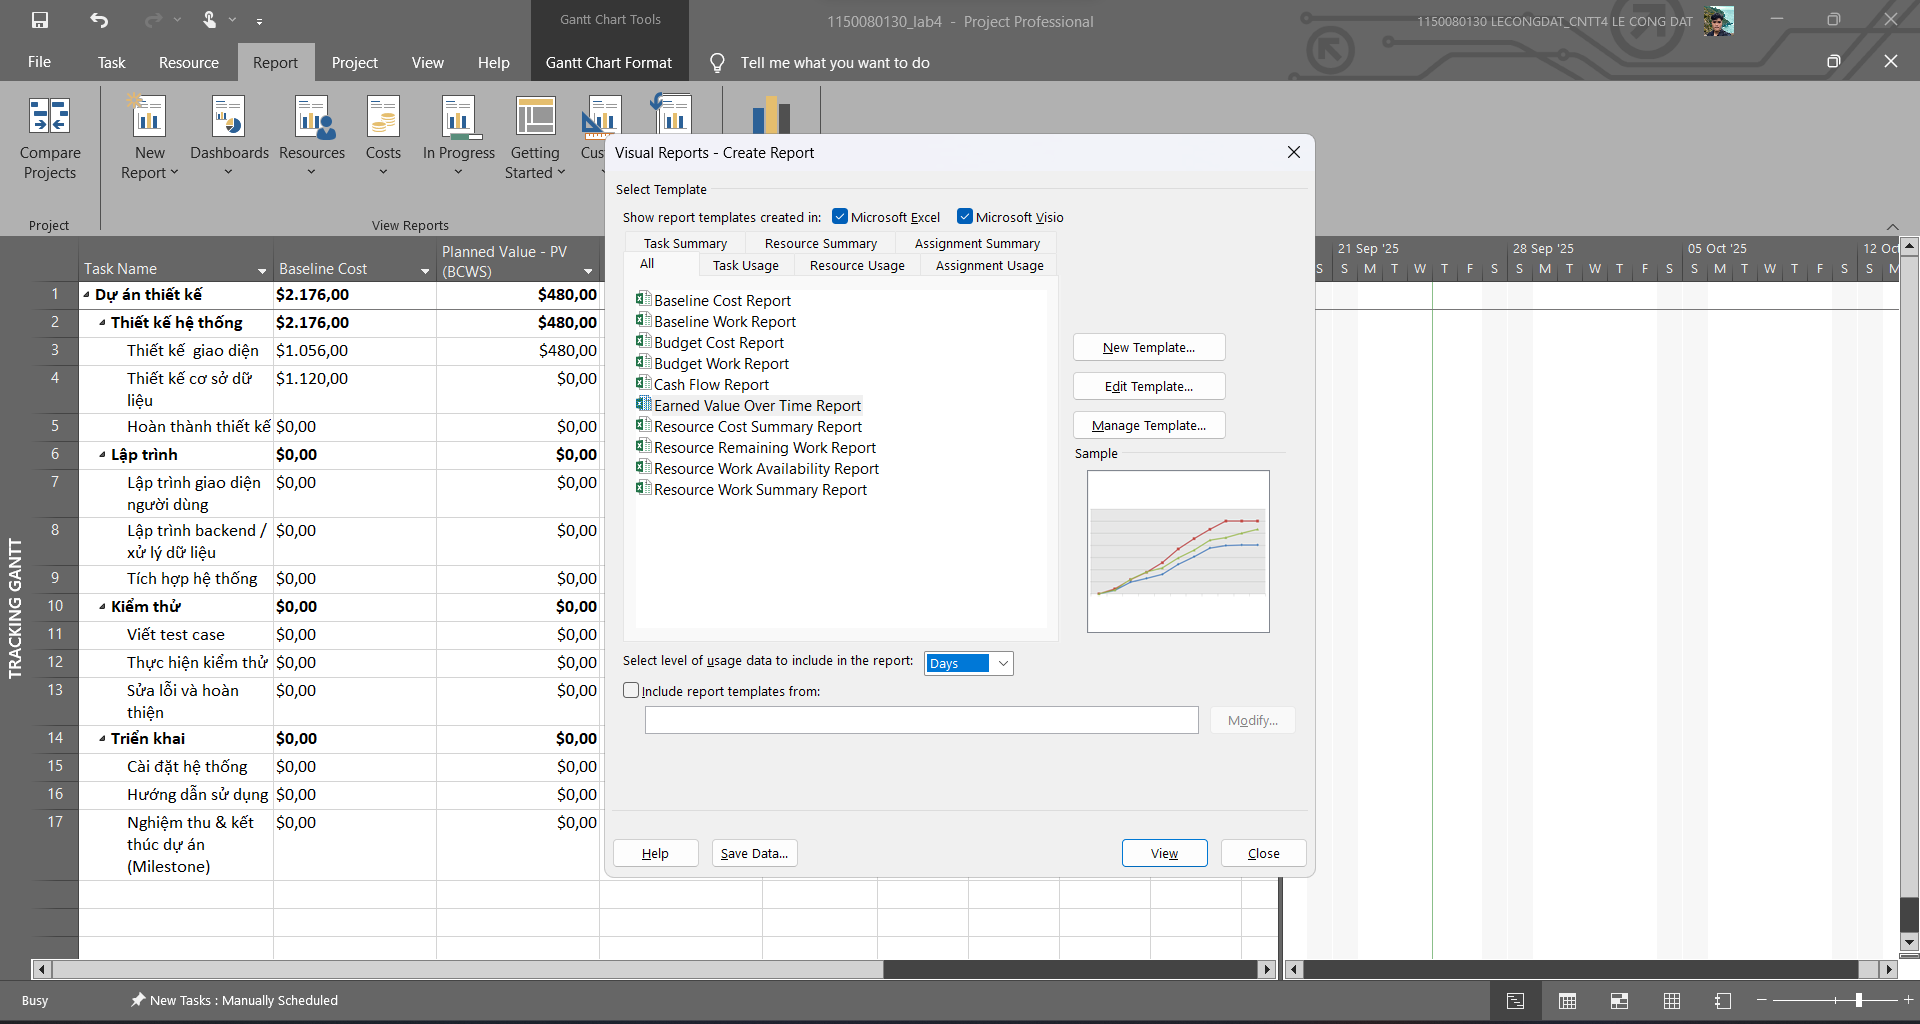 Gantt Chart Tools
1150080130_lab4 - Project Professional
1150080130 LECONGDAT_CNTT4 LE CONG DAT
File
Task
Resource
Report
Project
View
Help
Gantt Chart Format
Tell me what you want to do
Compare
Projects
New
Report
Dashboards
Resources
Costs
In Progress
Getting
Started
Cus
Project
View Reports
Visual Reports - Create Report
Select Template
Show report templates created in:
Microsoft Excel
Microsoft Visio
Task Summary
Resource Summary
Assignment Summary
All
Task Usage
Resource Usage
Assignment Usage
Baseline Cost Report
Baseline Work Report
Budget Cost Report
Budget Work Report
Cash Flow Report
Earned Value Over Time Report
Resource Cost Summary Report
Resource Remaining Work Report
Resource Work Availability Report
Resource Work Summary Report
New Template...
Edit Template...
Manage Template...
Sample
Select level of usage data to include in the report:
Days
Include report templates from:
Modify...
Help
Save Data...
View
Close
Task Name
Baseline Cost
Planned Value - PV
(BCWS)
1 Dự án thiết kế $2.176,00 $480,00
2 Thiết kế hệ thống $2.176,00 $480,00
3 Thiết kế giao diện $1.056,00 $480,00
4 Thiết kế cơ sở dữ $1.120,00 $0,00
liệu
5 Hoàn thành thiết kế $0,00 $0,00
6 Lập trình $0,00 $0,00
7 Lập trình giao diện $0,00 $0,00
người dùng
8 Lập trình backend / $0,00 $0,00
xử lý dữ liệu
9 Tích hợp hệ thống $0,00 $0,00
10 Kiểm thử $0,00 $0,00
11 Viết test case $0,00 $0,00
12 Thực hiện kiểm thử $0,00 $0,00
13 Sửa lỗi và hoàn $0,00 $0,00
thiện
14 Triển khai $0,00 $0,00
15 Cài đặt hệ thống $0,00 $0,00
16 Hướng dẫn sử dụng $0,00 $0,00
17 Nghiệm thu & kết $0,00 $0,00
thúc dự án
(Milestone)
TRACKING GANTT
21 Sep '25
28 Sep '25
05 Oct '25
12 Oct
S S M T W T F S S M T W T F S S M T W T F S S M
Busy
New Tasks : Manually Scheduled